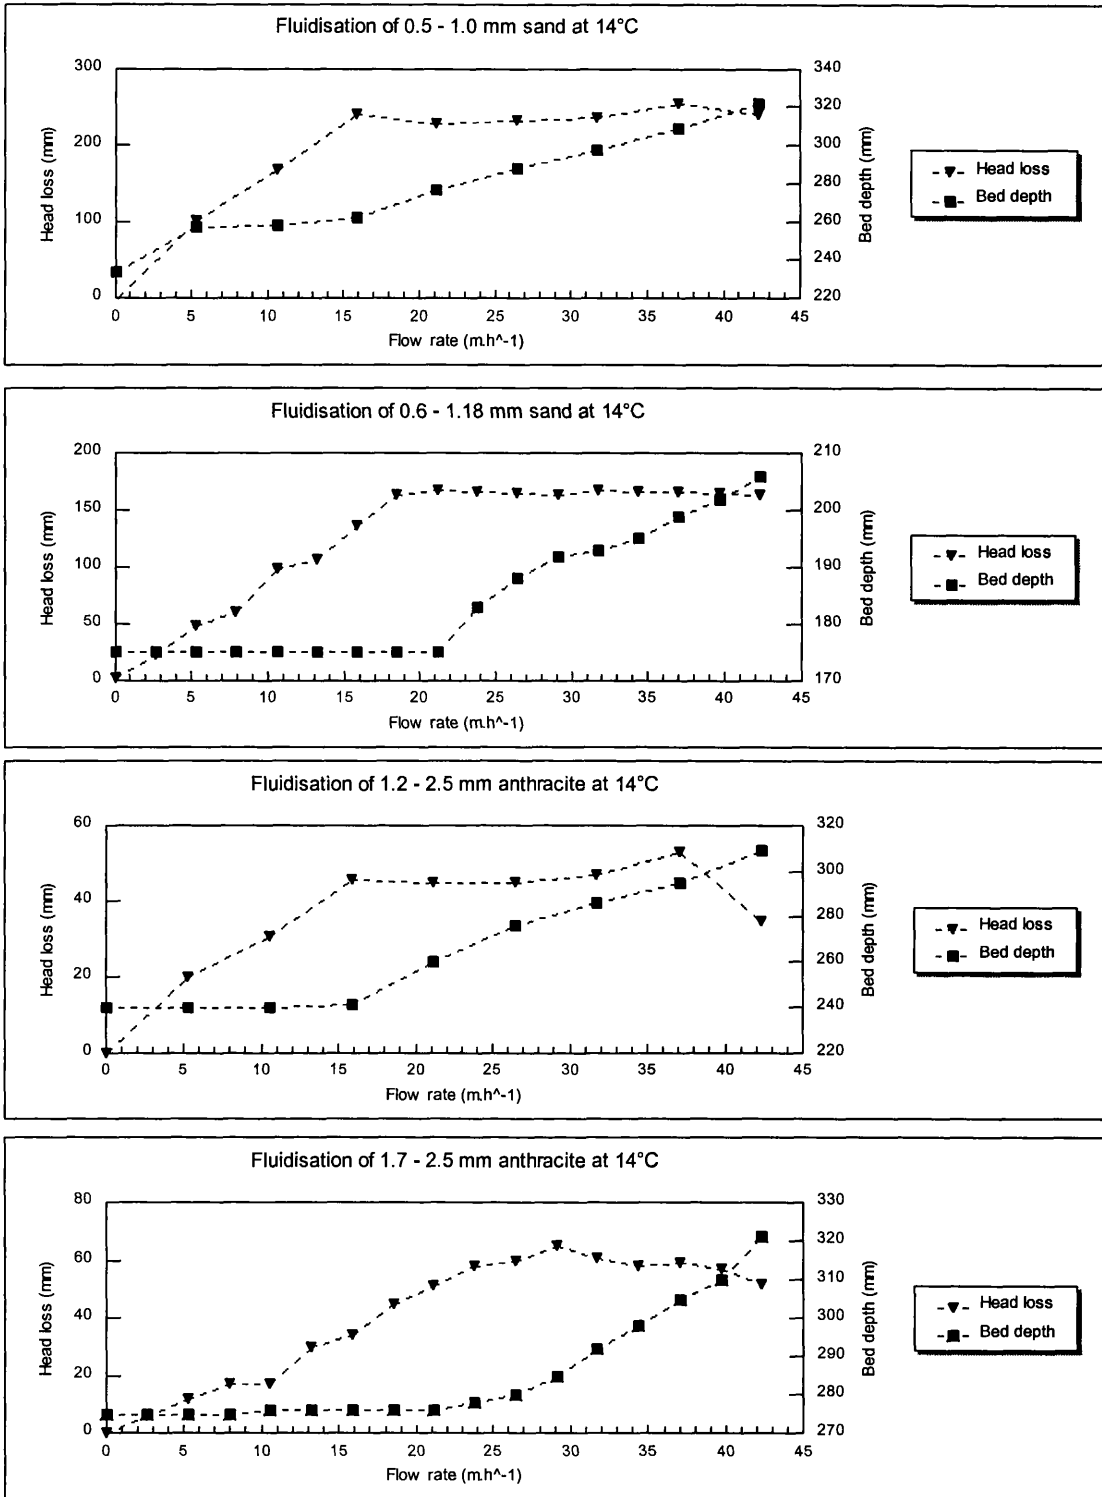 Fluidisation of 0.5 - 1.0 mm sand at 14°C
Head loss (mm)
300
200
100
0
340
320
300
280
260
240
220
Bed depth (mm)
0 5 10 15 20 25 30 35 40 45
Flow rate (m.h^-1)
Head loss
Bed depth
Fluidisation of 0.6 - 1.18 mm sand at 14°C
Head loss (mm)
200
150
100
50
0
210
200
190
180
170
Bed depth (mm)
0 5 10 15 20 25 30 35 40 45
Flow rate (m.h^-1)
Head loss
Bed depth
Fluidisation of 1.2 - 2.5 mm anthracite at 14°C
Head loss (mm)
60
40
20
0
320
300
280
260
240
220
Bed depth (mm)
0 5 10 15 20 25 30 35 40 45
Flow rate (m.h^-1)
Head loss
Bed depth
Fluidisation of 1.7 - 2.5 mm anthracite at 14°C
Head loss (mm)
80
60
40
20
0
330
320
310
300
290
280
270
Bed depth (mm)
0 5 10 15 20 25 30 35 40 45
Flow rate (m.h^-1)
Head loss
Bed depth